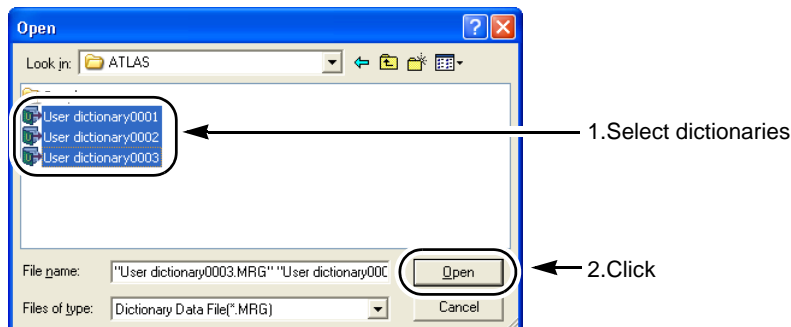 Open
Look in: ATLAS
User dictionary0001
User dictionary0002
User dictionary0003
1.Select dictionaries
File name: "User dictionary0003.MRG" "User dictionary000 Open
2.Click
Files of type: Dictionary Data File(*.MRG) Cancel